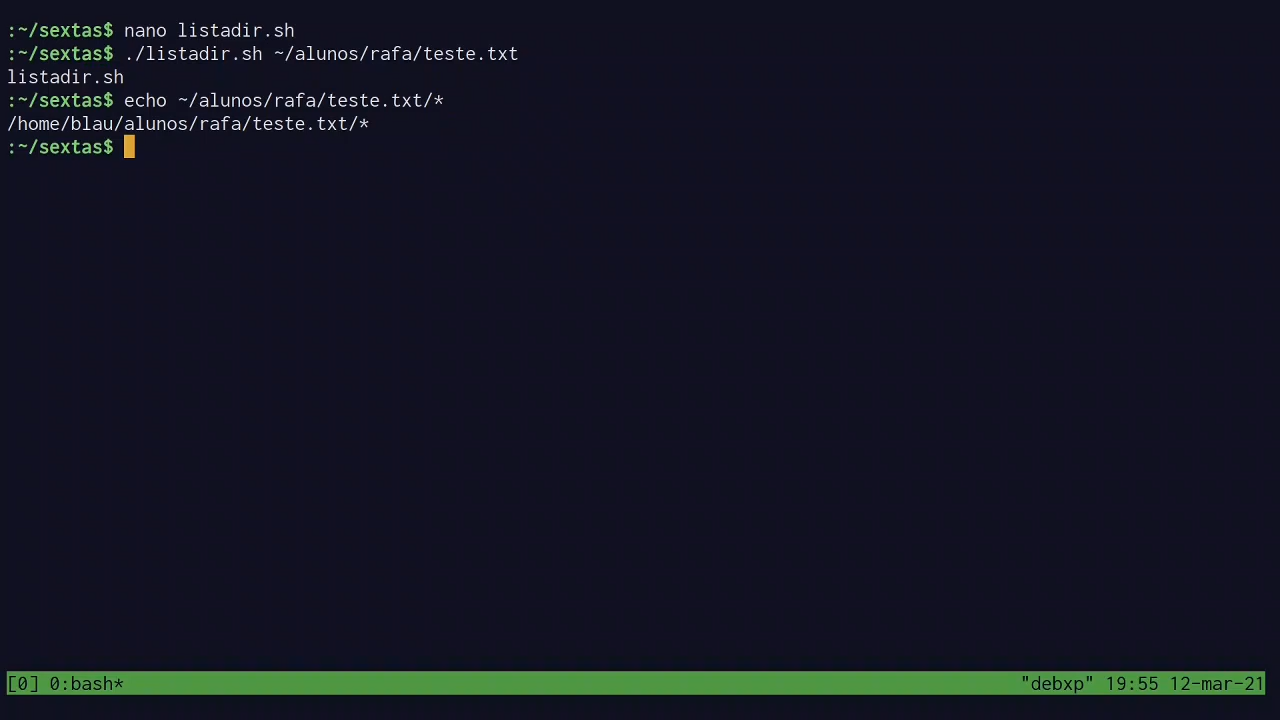 :~/sextas$ nano listadir.sh
:~/sextas$ ./listadir.sh ~/alunos/rafa/teste.txt
listadir.sh
:~/sextas$ echo ~/alunos/rafa/teste.txt/*
/home/blau/alunos/rafa/teste.txt/*
:~/sextas$
[0] 0:bash* "debxp" 19:55 12-mar-21